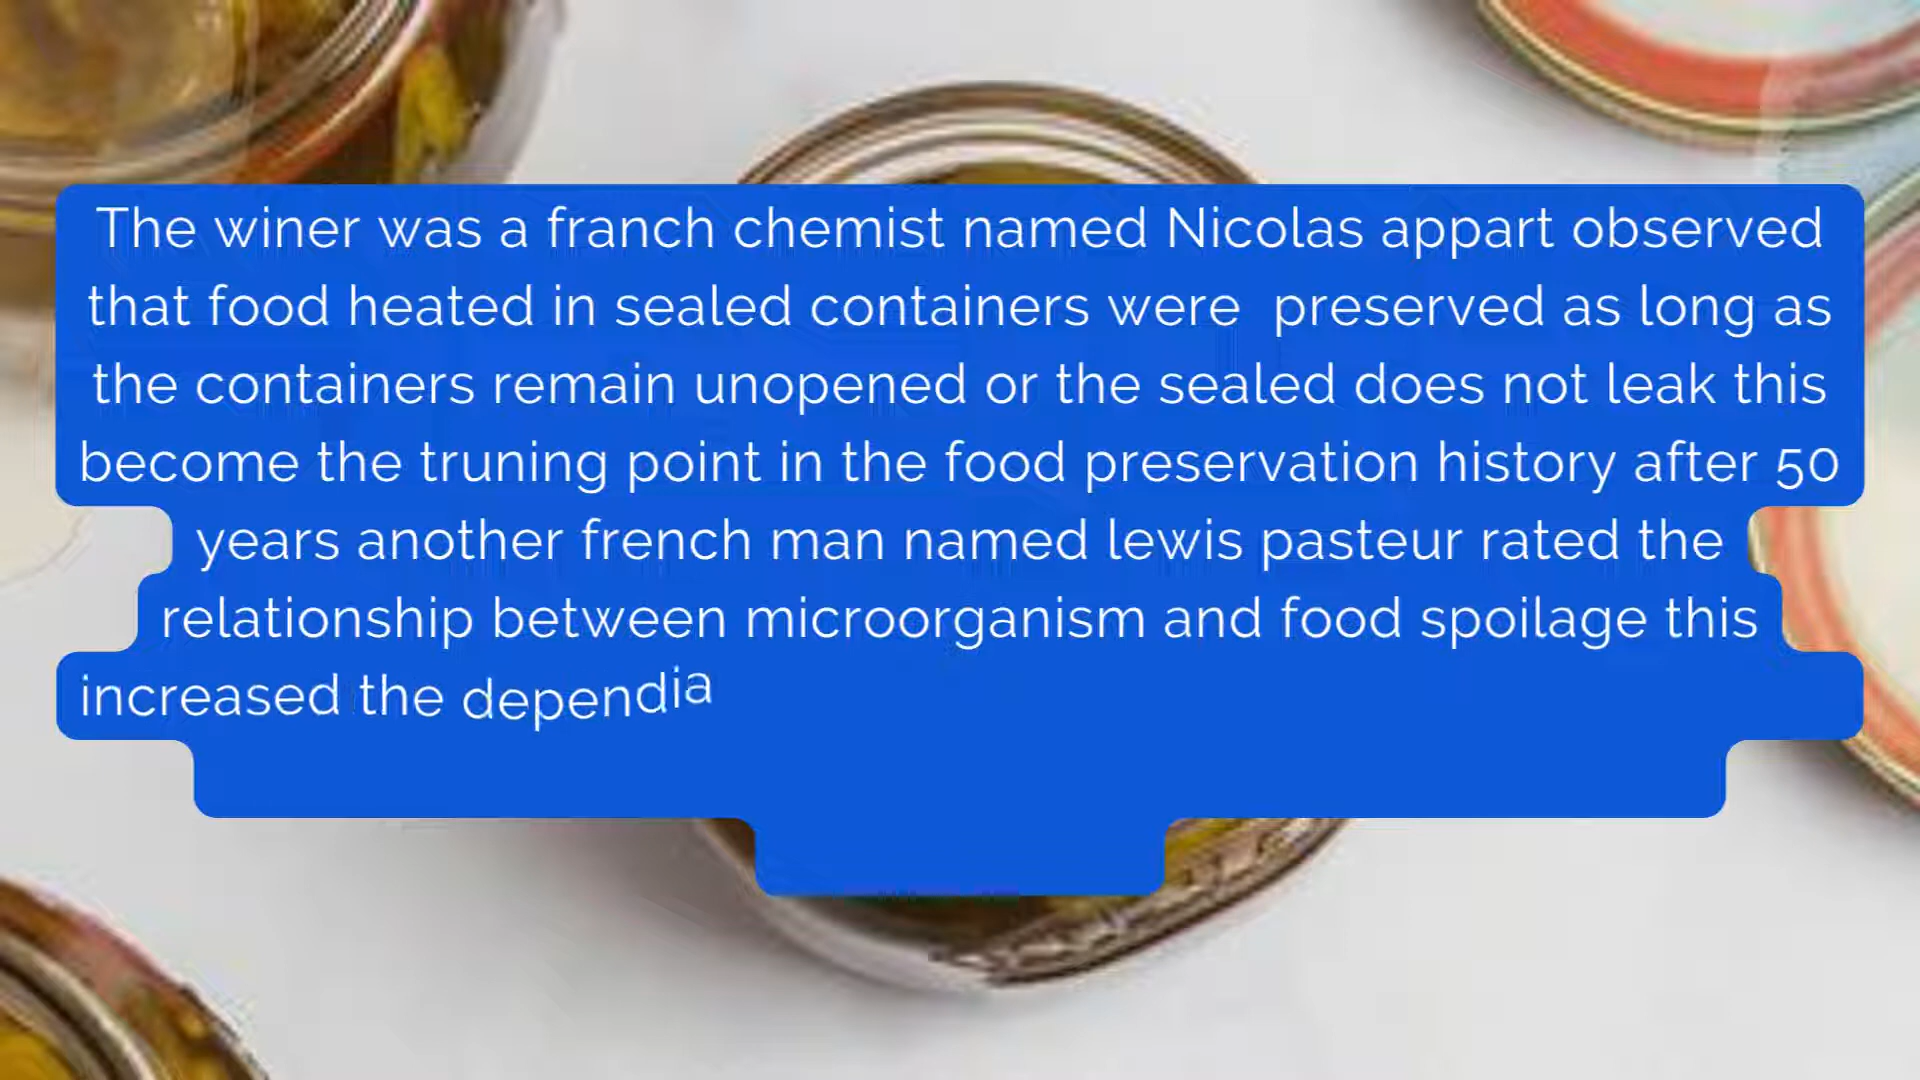 The winer was a franch chemist named Nicolas appart observed
that food heated in sealed containers were  preserved as long as
the containers remain unopened or the sealed does not leak this
become the truning point in the food preservation history after 50
years another french man named lewis pasteur rated the
relationship between microorganism and food spoilage this
increased the dependia